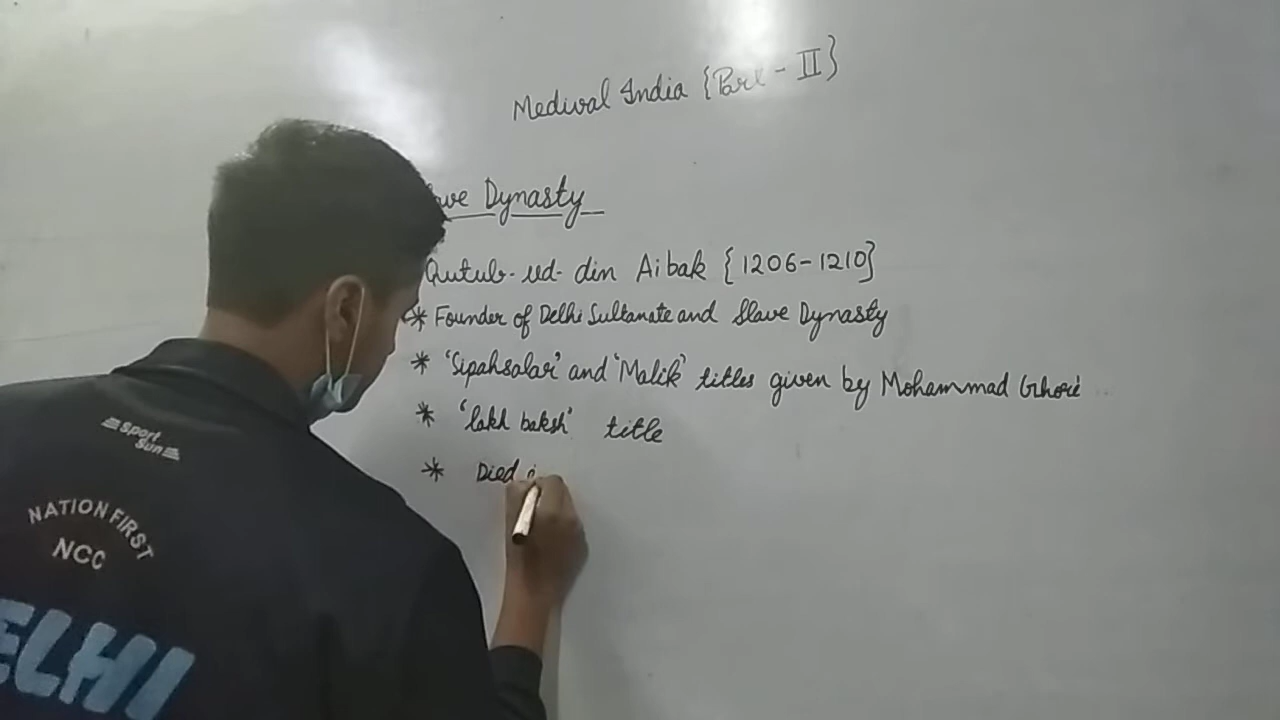 Medival India {Part - II}
Dynasty
Qutub-ud-din Aibak {1206-1210}
* Founder of Delhi Sultanate and Slave Dynasty
* 'Sipahsalar' and 'Malik' titles given by Mohammad Ghori
* 'lakh baksh' title
* Died i
Sport Sun
NATION FIRST
NCC
ELHI